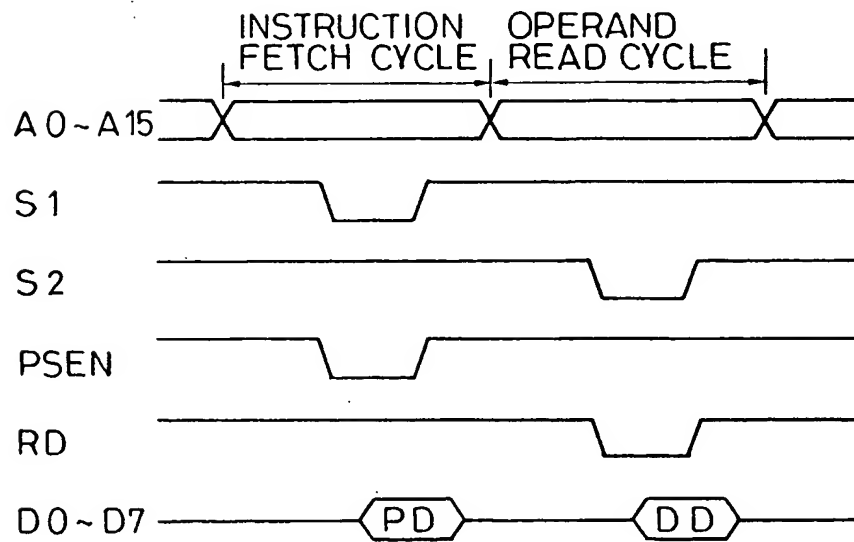 INSTRUCTION
FETCH CYCLE
OPERAND
READ CYCLE
A0~A15
S1
S2
PSEN
RD
D0~D7
PD
DD